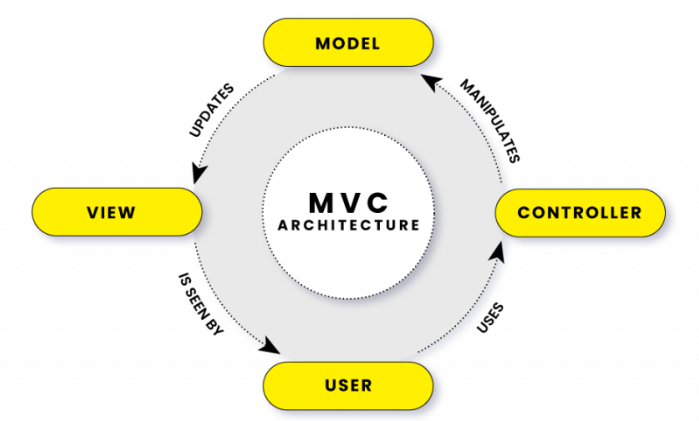 MODEL
UPDATES
MANIPULATES
VIEW
MVC
ARCHITECTURE
CONTROLLER
IS SEEN BY
USES
USER